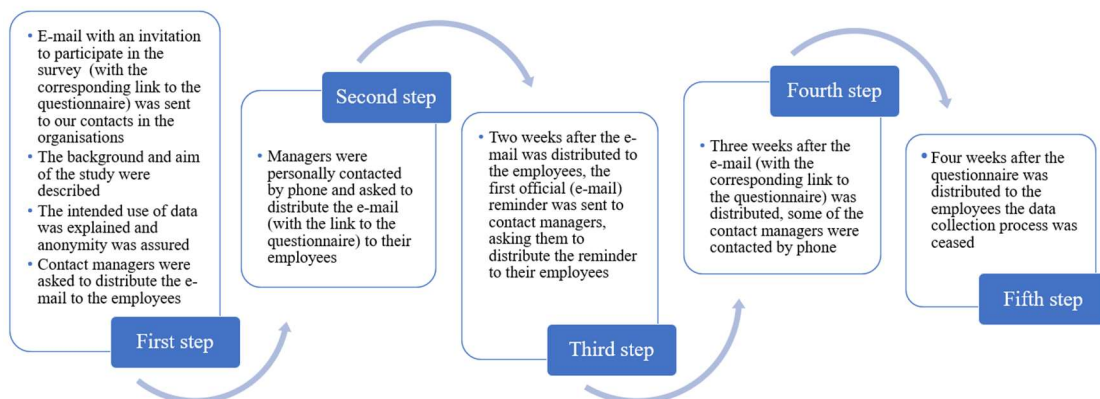 • E-mail with an invitation
to participate in the
survey (with the
corresponding link to the
questionnaire) was sent
to our contacts in the
organisations
• The background and aim
of the study were
described
• The intended use of data
was explained and
anonymity was assured
• Contact managers were
asked to distribute the e-
mail to the employees
First step
Second step
• Managers were
personally contacted
by phone and asked to
distribute the e-mail
(with the link to the
questionnaire) to their
employees
• Two weeks after the e-
mail was distributed to
the employees, the
first official (e-mail)
reminder was sent to
contact managers,
asking them to
distribute the reminder
to their employees
Third step
Fourth step
• Three weeks after the
e-mail (with the
corresponding link to
the questionnaire) was
distributed, some of the
contact managers were
contacted by phone
• Four weeks after the
questionnaire was
distributed to the
employees the data
collection process was
ceased
Fifth step